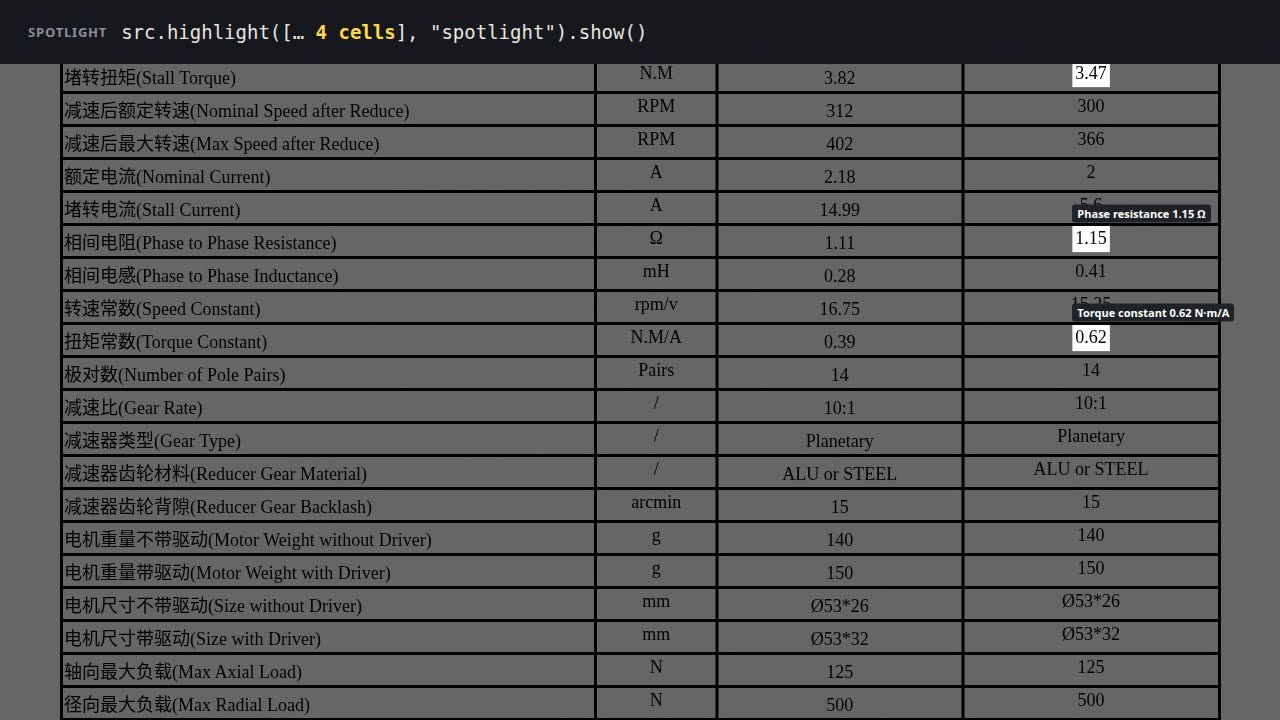 SPOTLIGHT src.highlight([… 4 cells], "spotlight").show()
堵转扭矩(Stall Torque) N.M 3.82 3.47
减速后额定转速(Nominal Speed after Reduce) RPM 312 300
减速后最大转速(Max Speed after Reduce) RPM 402 366
额定电流(Nominal Current) A 2.18 2
堵转电流(Stall Current) A 14.99
Phase resistance 1.15 Ω
相间电阻(Phase to Phase Resistance) Ω 1.11 1.15
相间电感(Phase to Phase Inductance) mH 0.28 0.41
转速常数(Speed Constant) rpm/v 16.75
Torque constant 0.62 N·m/A
扭矩常数(Torque Constant) N.M/A 0.39 0.62
极对数(Number of Pole Pairs) Pairs 14 14
减速比(Gear Rate) / 10:1 10:1
减速器类型(Gear Type) / Planetary Planetary
减速器齿轮材料(Reducer Gear Material) / ALU or STEEL ALU or STEEL
减速器齿轮背隙(Reducer Gear Backlash) arcmin 15 15
电机重量不带驱动(Motor Weight without Driver) g 140 140
电机重量带驱动(Motor Weight with Driver) g 150 150
电机尺寸不带驱动(Size without Driver) mm Ø53*26 Ø53*26
电机尺寸带驱动(Size with Driver) mm Ø53*32 Ø53*32
轴向最大负载(Max Axial Load) N 125 125
径向最大负载(Max Radial Load) N 500 500